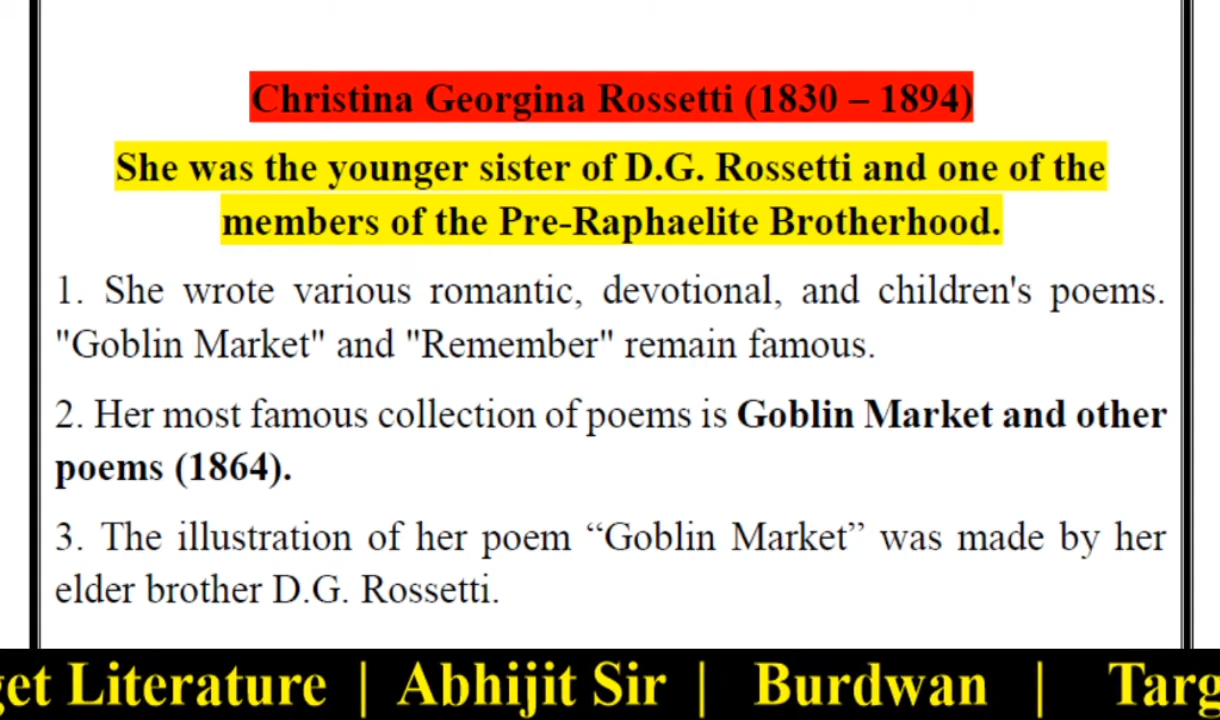 Christina Georgina Rossetti (1830 – 1894)
She was the younger sister of D.G. Rossetti and one of the
members of the Pre-Raphaelite Brotherhood.
1. She wrote various romantic, devotional, and children's poems.
"Goblin Market" and "Remember" remain famous.
2. Her most famous collection of poems is Goblin Market and other
poems (1864).
3. The illustration of her poem “Goblin Market” was made by her
elder brother D.G. Rossetti.
get Literature | Abhijit Sir | Burdwan | Targ